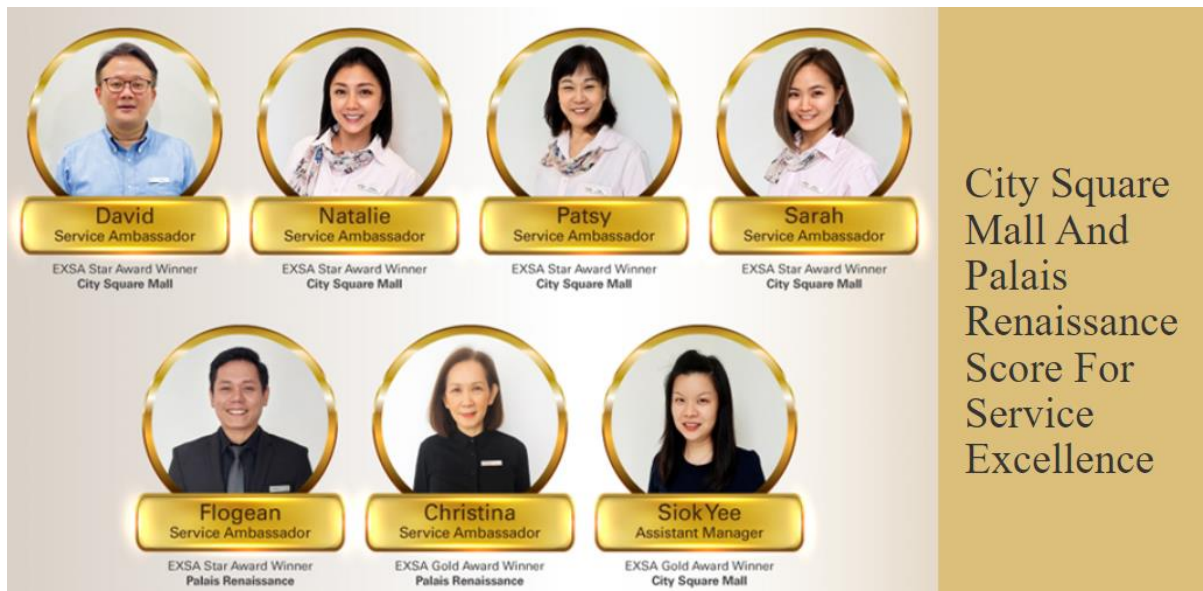 David
Service Ambassador
EXSA Star Award Winner
City Square Mall
Natalie
Service Ambassador
EXSA Star Award Winner
City Square Mall
Patsy
Service Ambassador
EXSA Star Award Winner
City Square Mall
Sarah
Service Ambassador
EXSA Star Award Winner
City Square Mall
Flogean
Service Ambassador
EXSA Star Award Winner
Palais Renaissance
Christina
Service Ambassador
EXSA Gold Award Winner
Palais Renaissance
SiokYee
Assistant Manager
EXSA Gold Award Winner
City Square Mall
City Square
Mall And
Palais
Renaissance
Score For
Service
Excellence